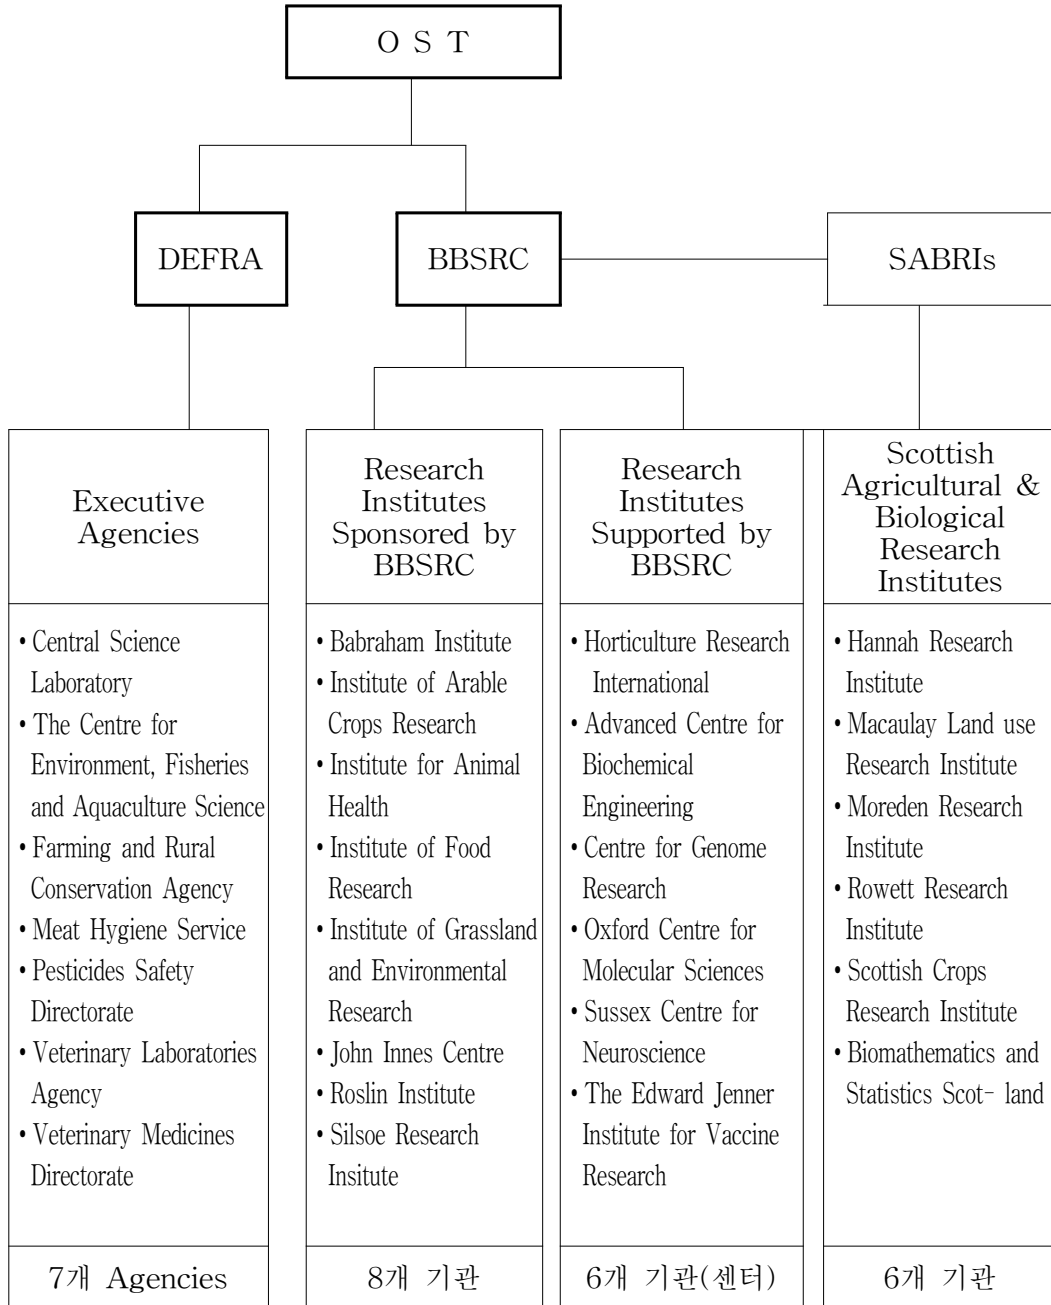 O S T
DEFRA
BBSRC
SABRIs
Executive
Agencies
• Central Science
Laboratory
• The Centre for
Environment, Fisheries
and Aquaculture Science
• Farming and Rural
Conservation Agency
• Meat Hygiene Service
• Pesticides Safety
Directorate
• Veterinary Laboratories
Agency
• Veterinary Medicines
Directorate
7개 Agencies
Research
Institutes
Sponsored by
BBSRC
• Babraham Institute
• Institute of Arable
Crops Research
• Institute for Animal
Health
• Institute of Food
Research
• Institute of Grassland
and Environmental
Research
• John Innes Centre
• Roslin Institute
• Silsoe Research
Insitute
8개 기관
Research
Institutes
Supported by
BBSRC
• Horticulture Research
International
• Advanced Centre for
Biochemical
Engineering
• Centre for Genome
Research
• Oxford Centre for
Molecular Sciences
• Sussex Centre for
Neuroscience
• The Edward Jenner
Institute for Vaccine
Research
6개 기관(센터)
Scottish
Agricultural &
Biological
Research
Institutes
• Hannah Research
Institute
• Macaulay Land use
Research Institute
• Moreden Research
Institute
• Rowett Research
Institute
• Scottish Crops
Research Institute
• Biomathematics and
Statistics Scot- land
6개 기관